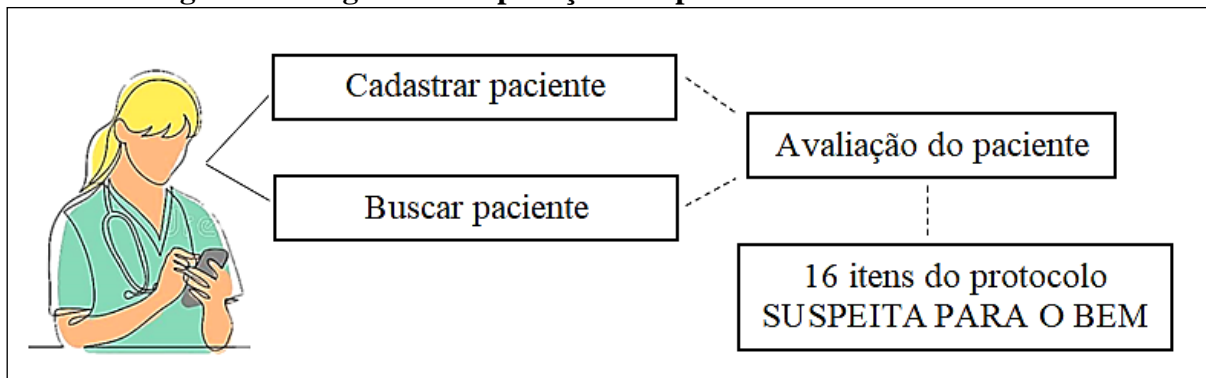 Cadastrar paciente
Buscar paciente
Avaliação do paciente
16 itens do protocolo
SUSPEITA PARA O BEM